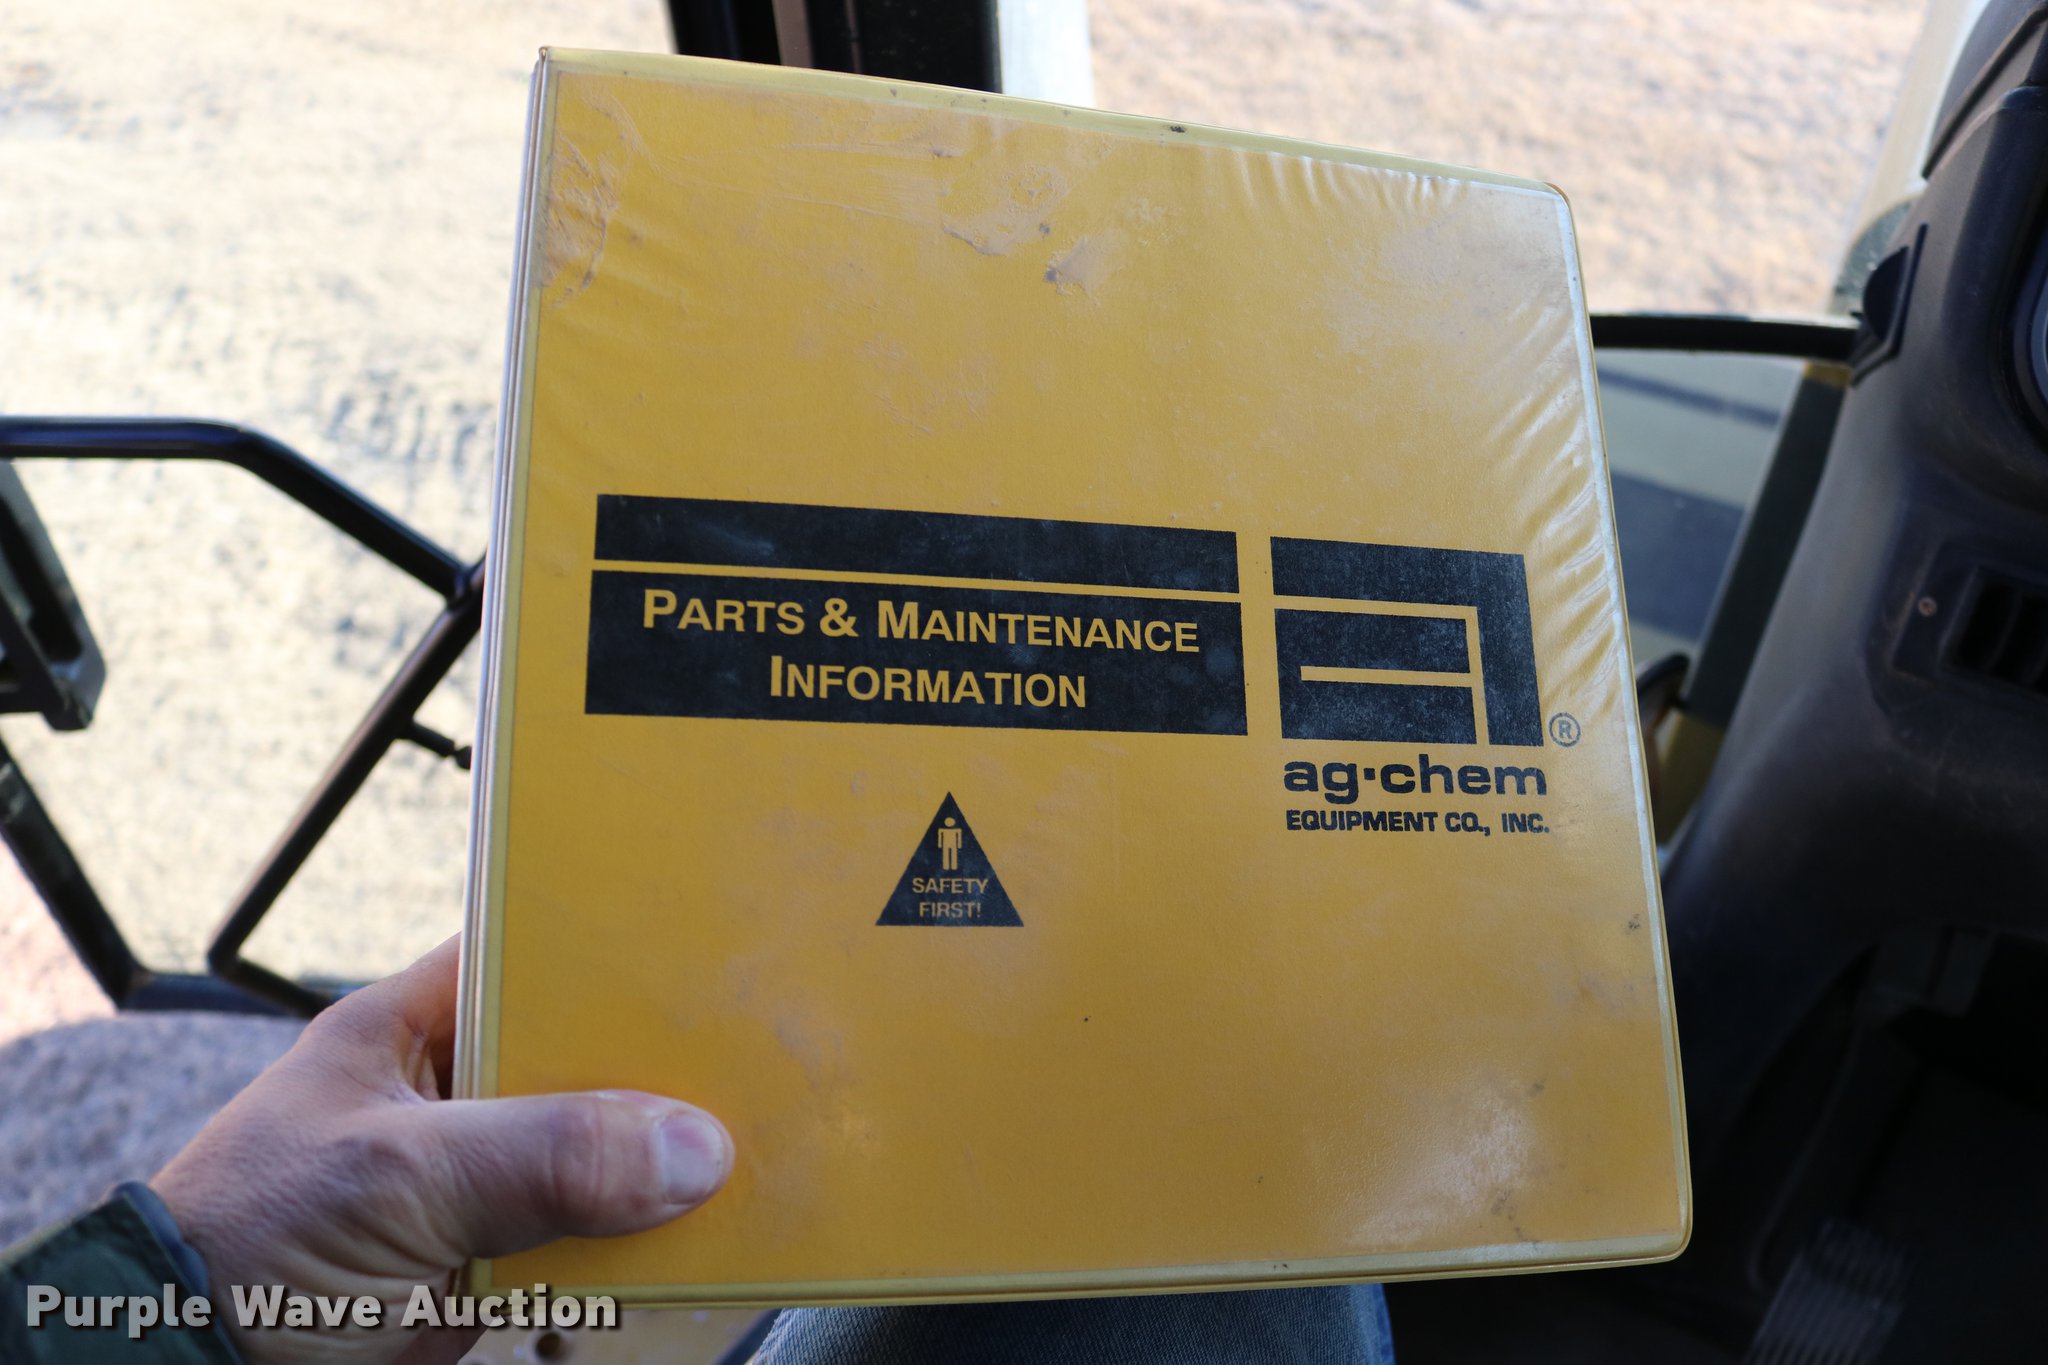 PARTS & MAINTENANCE
INFORMATION
®
ag·chem
EQUIPMENT CO., INC.
SAFETY
FIRST!
Purple Wave Auction